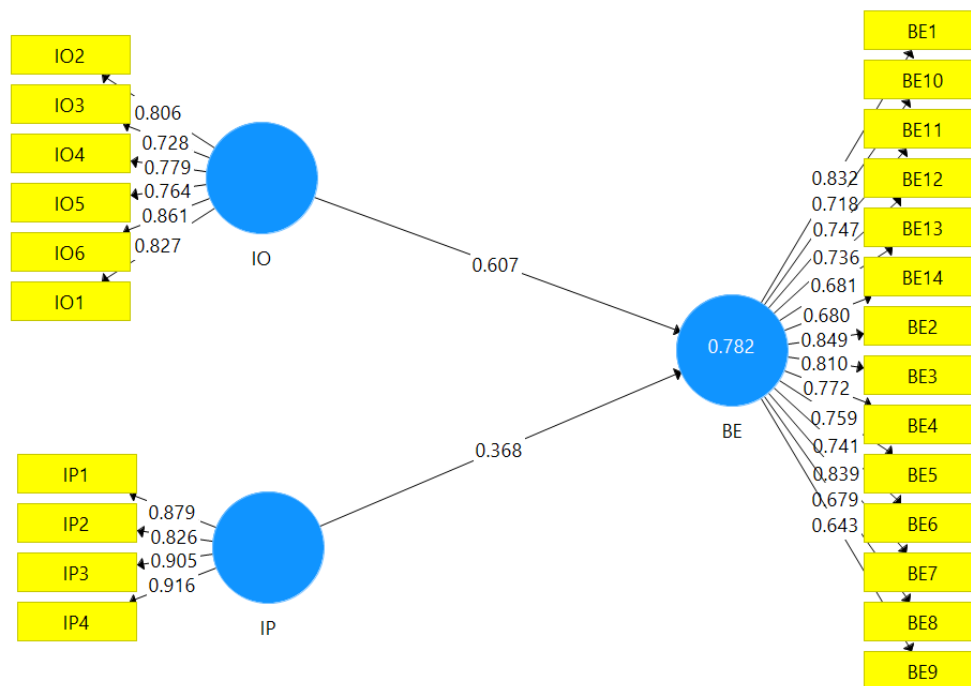 IO2
IO3
IO4
IO5
IO6
IO1
0.806
0.728
0.779
0.764
0.861
0.827
IO
0.607
IP1
IP2
IP3
IP4
0.879
0.826
0.905
0.916
IP
0.368
0.782
BE
0.832
0.718
0.747
0.736
0.681
0.680
0.849
0.810
0.772
0.759
0.741
0.839
0.679
0.643
BE1
BE10
BE11
BE12
BE13
BE14
BE2
BE3
BE4
BE5
BE6
BE7
BE8
BE9